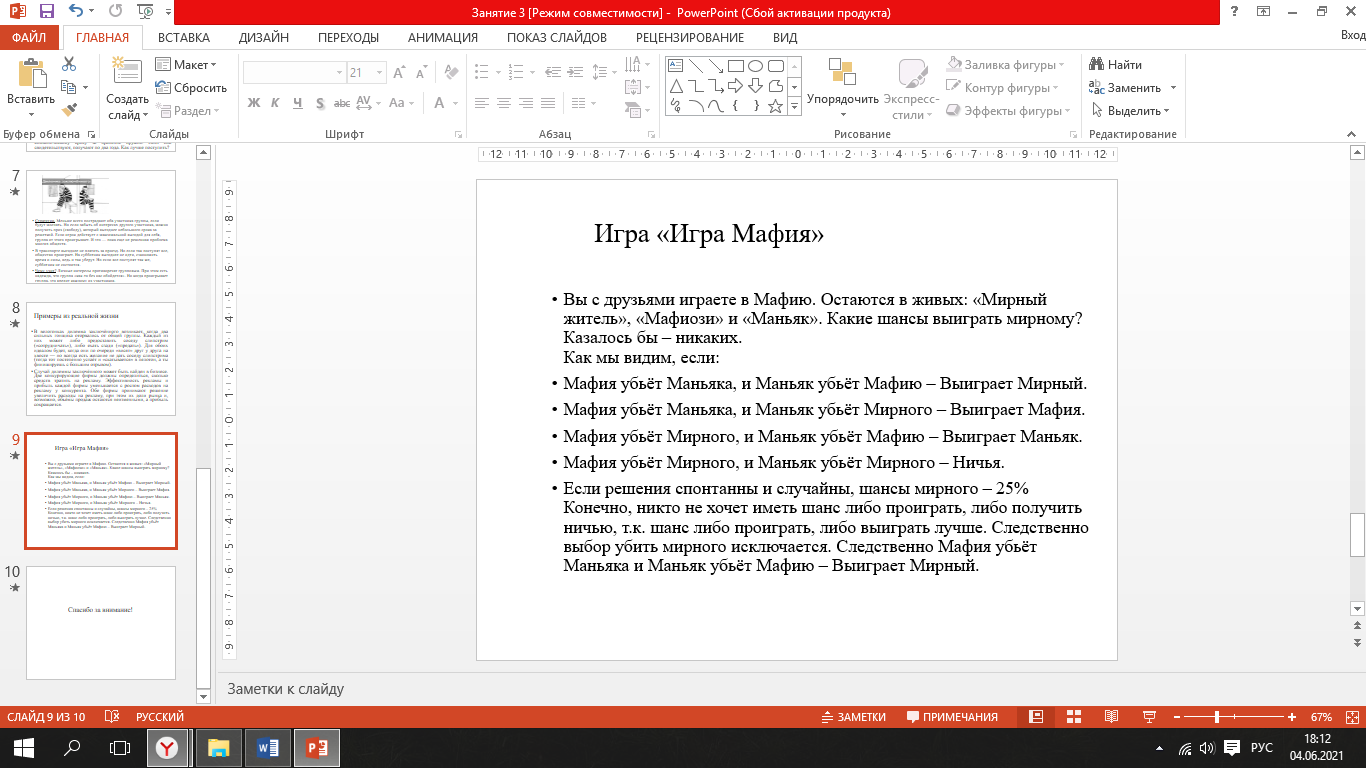 Занятие 3 [Режим совместимости] - PowerPoint (Сбой активации продукта)
ФАЙЛ ГЛАВНАЯ ВСТАВКА ДИЗАЙН ПЕРЕХОДЫ АНИМАЦИЯ ПОКАЗ СЛАЙДОВ РЕЦЕНЗИРОВАНИЕ ВИД Вход
Вставить
Буфер обмена
Создать слайд
Макет
Сбросить
Раздел
Слайды
21
Ж К Ч S abc AV Aa A
Шрифт
Абзац
Упорядочить
Экспресс-стили
Заливка фигуры
Контур фигуры
Эффекты фигуры
Рисование
Найти
Заменить
Выделить
Редактирование
7
8
Примеры из реальной жизни
9
Игра «Игра Мафия»
10
Спасибо за внимание!
Игра «Игра Мафия»
• Вы с друзьями играете в Мафию. Остаются в живых: «Мирный
житель», «Мафиози» и «Маньяк». Какие шансы выиграть мирному?
Казалось бы – никаких.
Как мы видим, если:
• Мафия убьёт Маньяка, и Маньяк убьёт Мафию – Выиграет Мирный.
• Мафия убьёт Маньяка, и Маньяк убьёт Мирного – Выиграет Мафия.
• Мафия убьёт Мирного, и Маньяк убьёт Мафию – Выиграет Маньяк.
• Мафия убьёт Мирного, и Маньяк убьёт Мирного – Ничья.
• Если решения спонтанны и случайны, шансы мирного – 25%
Конечно, никто не хочет иметь шанс либо проиграть, либо получить
ничью, т.к. шанс либо проиграть, либо выиграть лучше. Следственно
выбор убить мирного исключается. Следственно Мафия убьёт
Маньяка и Маньяк убьёт Мафию – Выиграет Мирный.
Заметки к слайду
СЛАЙД 9 ИЗ 10 РУССКИЙ ЗАМЕТКИ ПРИМЕЧАНИЯ 67%
РУС
18:12
04.06.2021